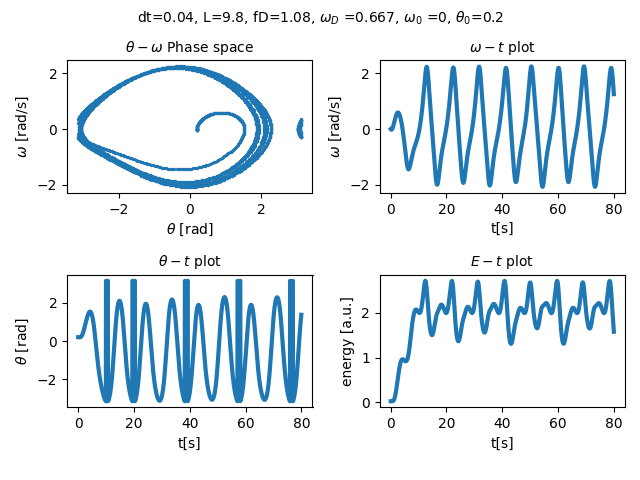 dt=0.04, L=9.8, fD=1.08, ω_D =0.667, ω_0 =0, θ_0=0.2
θ − ω Phase space
2
0
−2
ω [rad/s]
−2 0 2
θ [rad]
ω − t plot
2
0
−2
ω [rad/s]
0 20 40 60 80
t[s]
θ − t plot
2
0
−2
θ [rad]
0 20 40 60 80
t[s]
E − t plot
2
1
0
energy [a.u.]
0 20 40 60 80
t[s]